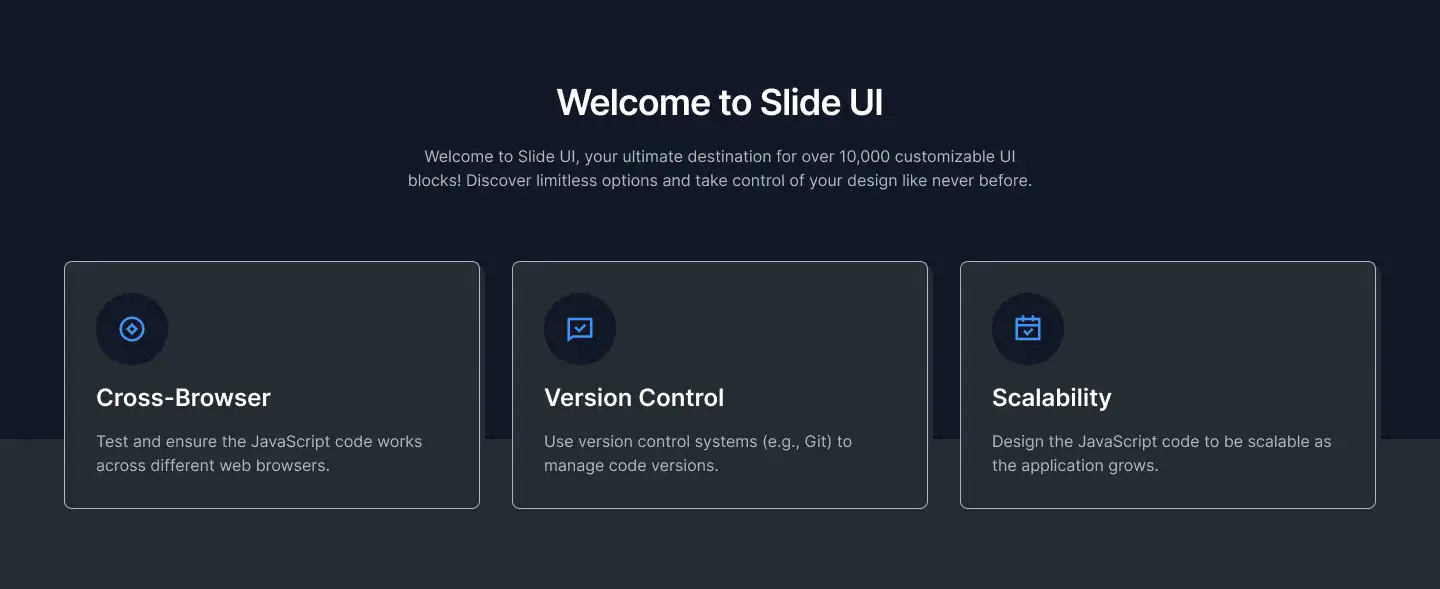 Welcome to Slide UI
Welcome to Slide UI, your ultimate destination for over 10,000 customizable UI
blocks! Discover limitless options and take control of your design like never before.
Cross-Browser
Test and ensure the JavaScript code works
across different web browsers.
Version Control
Use version control systems (e.g., Git) to
manage code versions.
Scalability
Design the JavaScript code to be scalable as
the application grows.